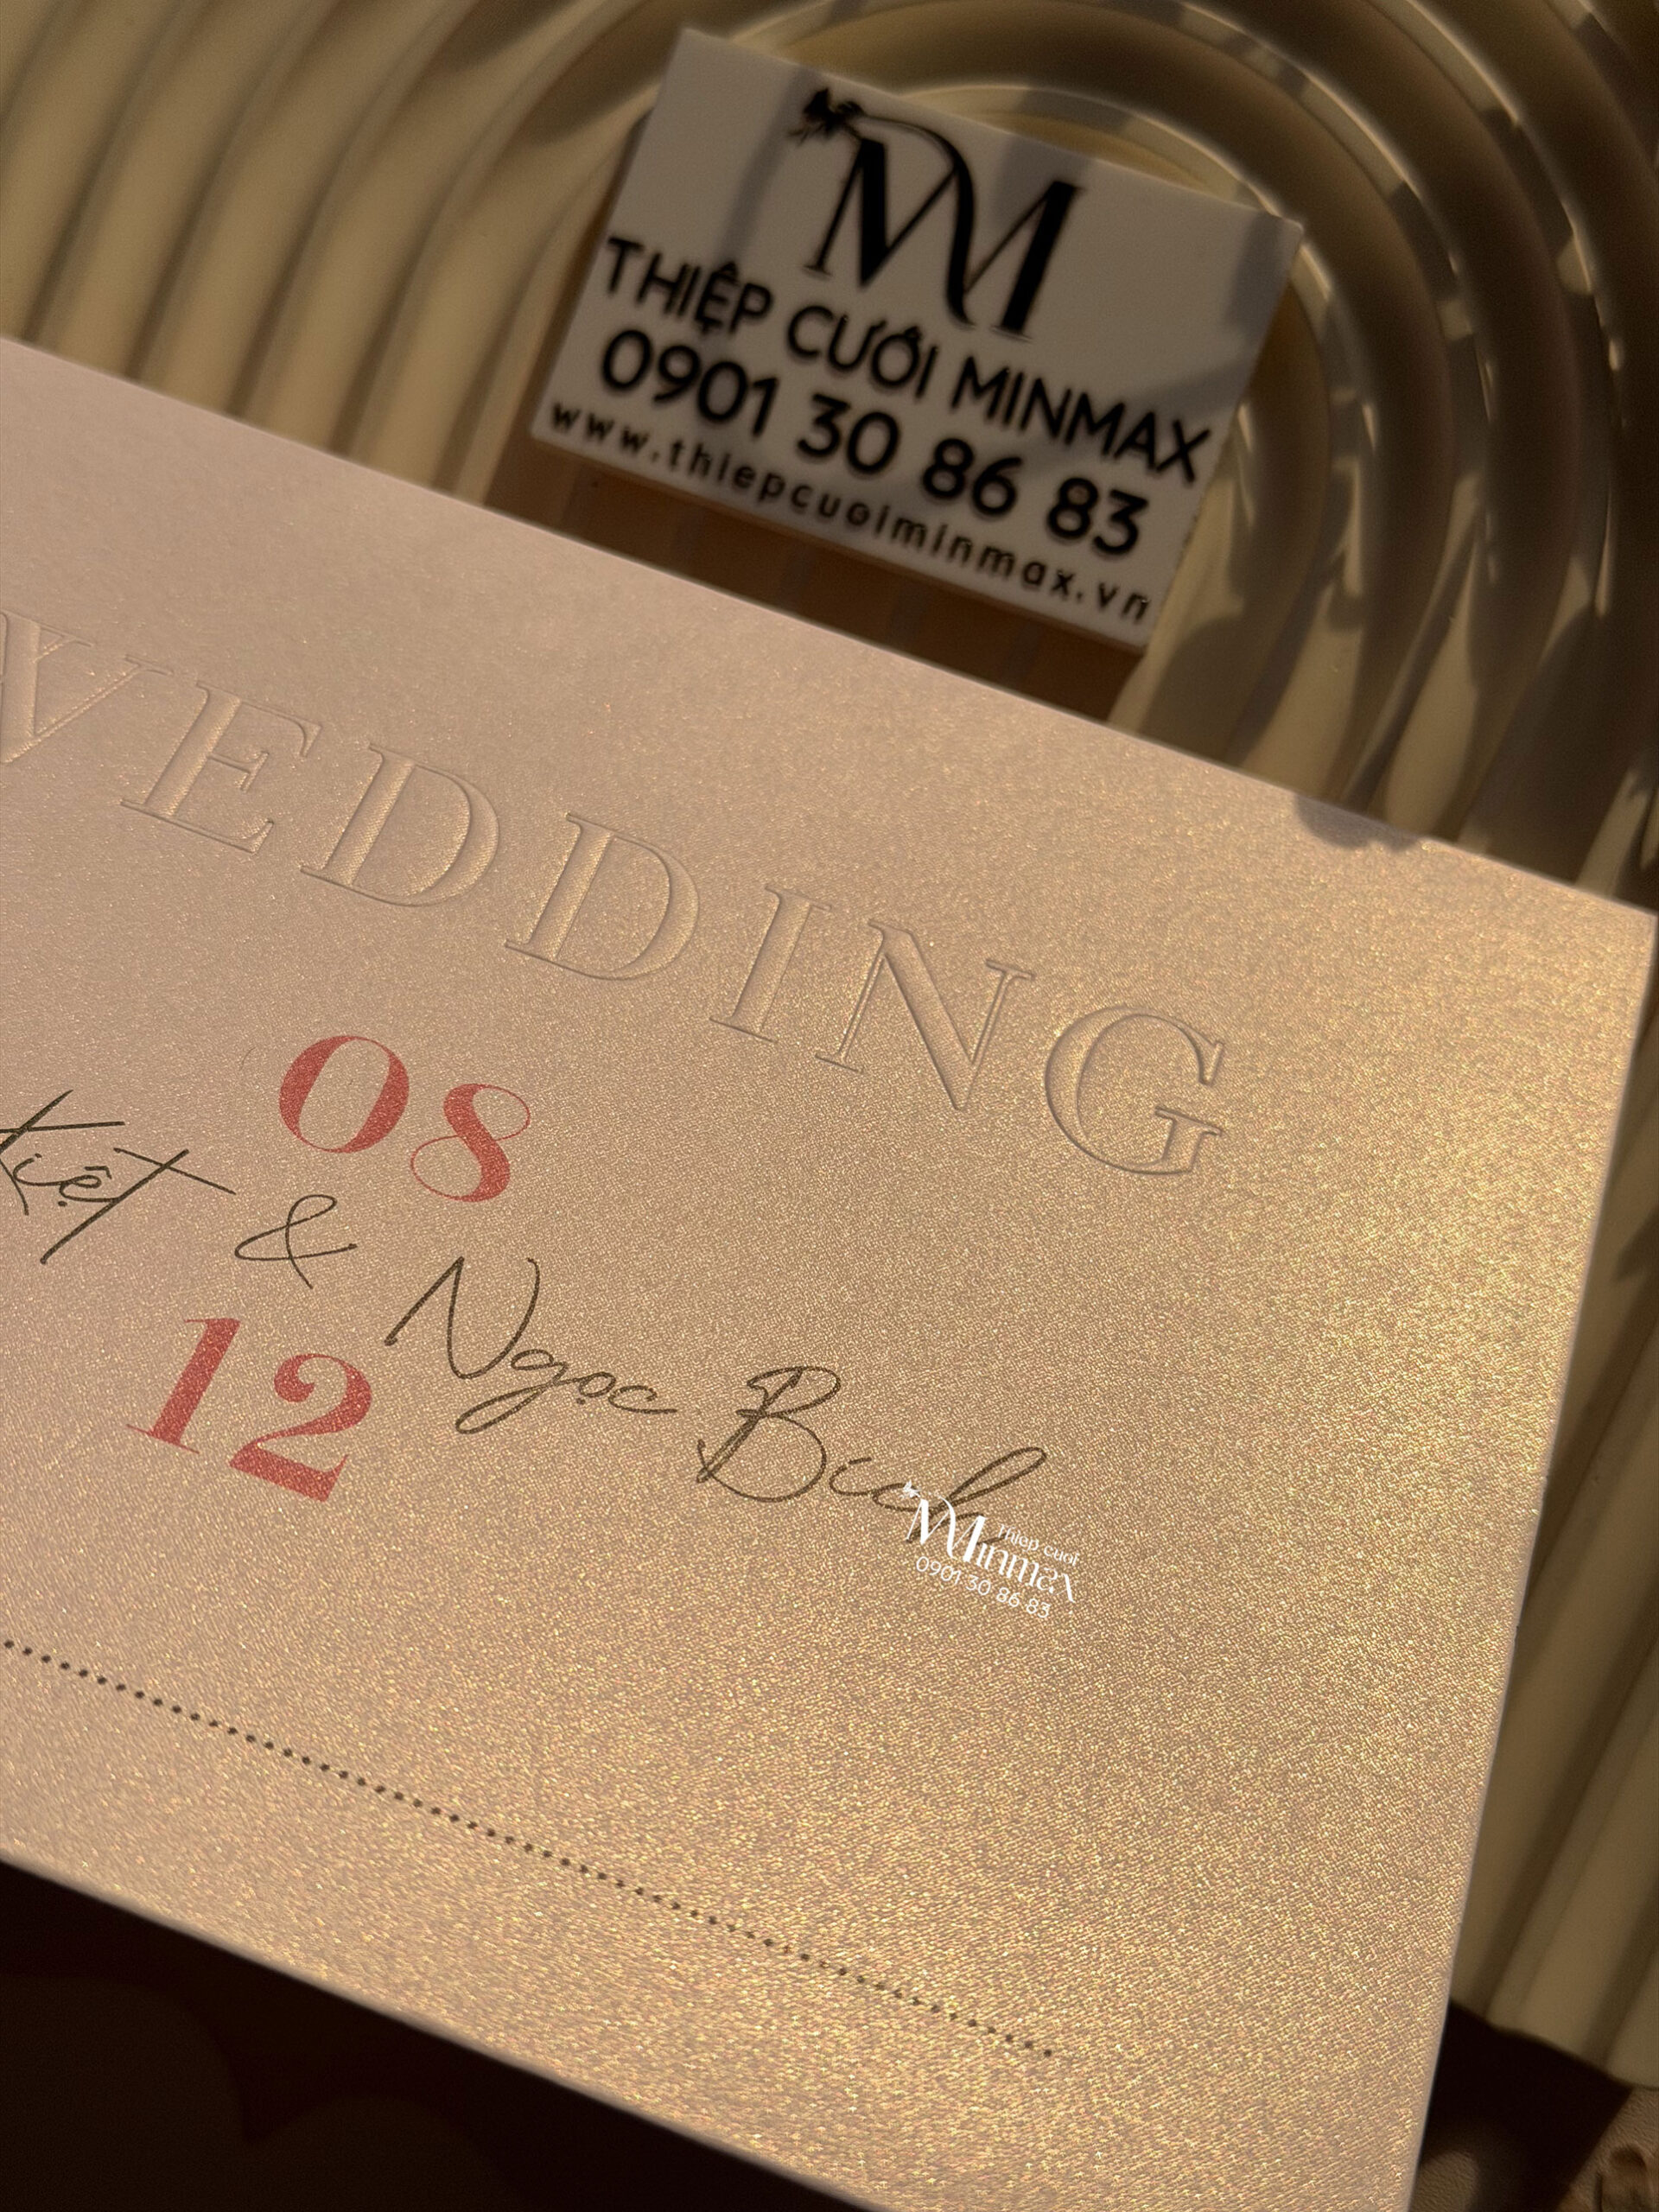 M
THIỆP CƯỚI MINMAX
0901 30 86 83
www.thiepcuoiminmax.vn
WEDDING
08
Kiệt & Ngọc Bích
12
Thiệp cưới
Minmax
0901 30 86 83